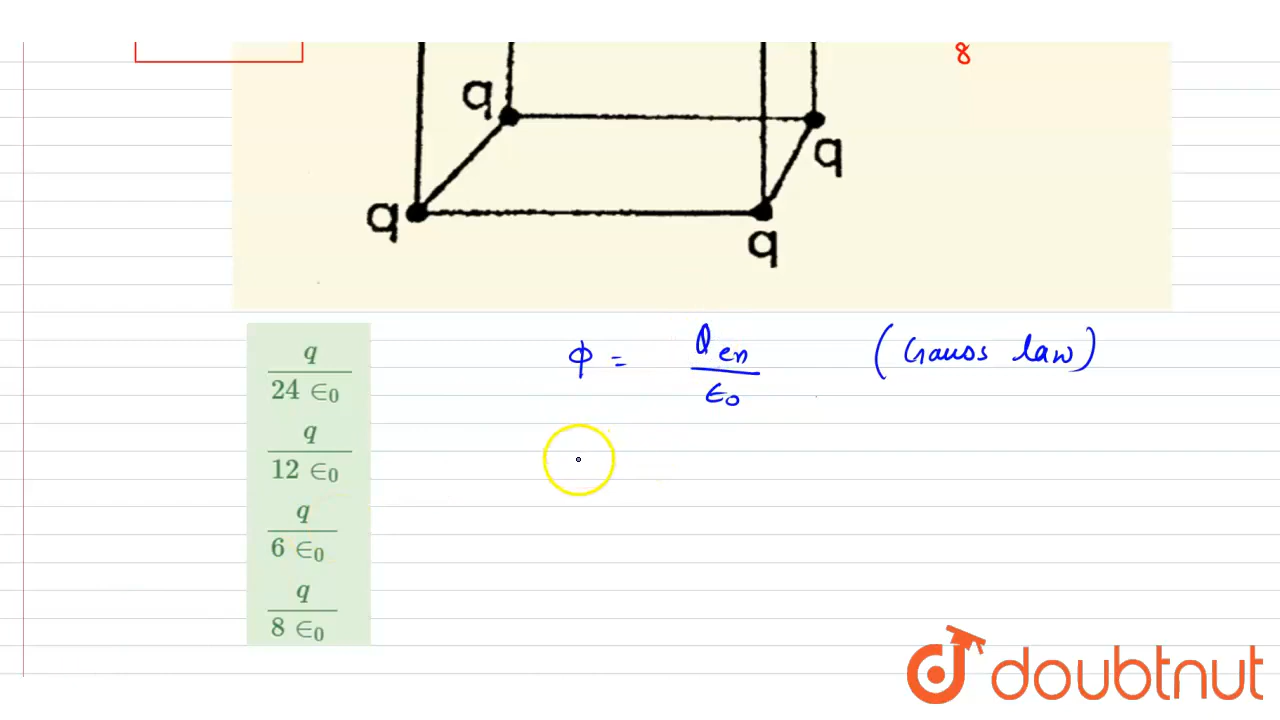 8
q
q
q
q
ϕ = Qen/ϵ0 (Gauss law)
q/24 ∈0
q/12 ∈0
q/6 ∈0
q/8 ∈0
doubtnut